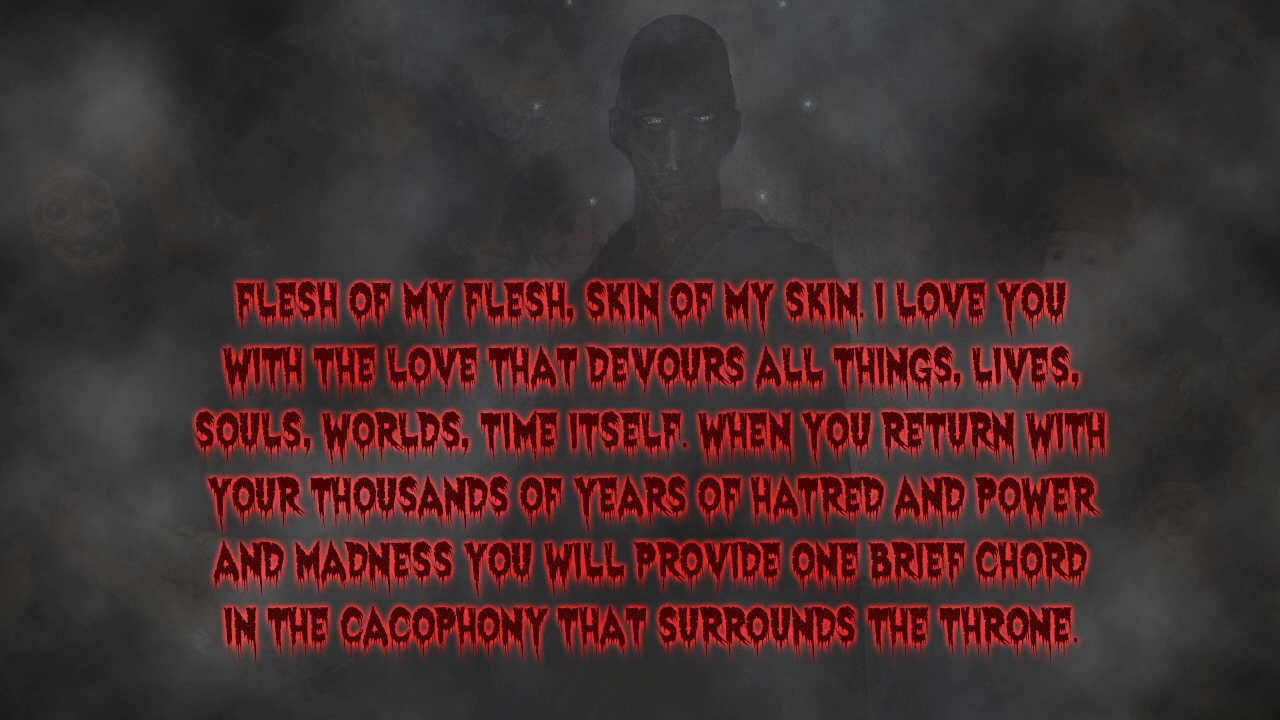 FLESH OF MY FLESH, SKIN OF MY SKIN. I LOVE YOU
WITH THE LOVE THAT DEVOURS ALL THINGS, LIVES,
SOULS, WORLDS, TIME ITSELF. WHEN YOU RETURN WITH
YOUR THOUSANDS OF YEARS OF HATRED AND POWER
AND MADNESS YOU WILL PROVIDE ONE BRIEF CHORD
IN THE CACOPHONY THAT SURROUNDS THE THRONE.